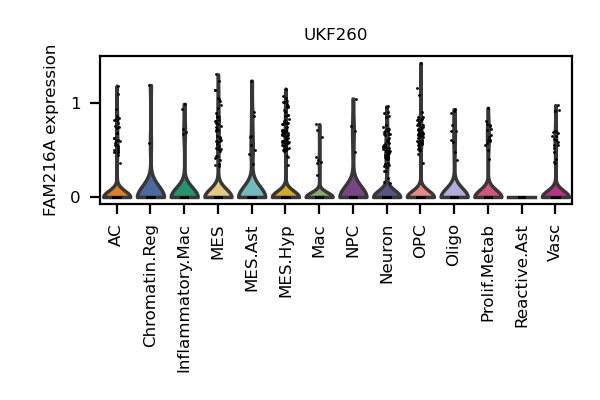 UKF260
FAM216A expression
1
0
AC
Chromatin.Reg
Inflammatory.Mac
MES
MES.Ast
MES.Hyp
Mac
NPC
Neuron
OPC
Oligo
Prolif.Metab
Reactive.Ast
Vasc